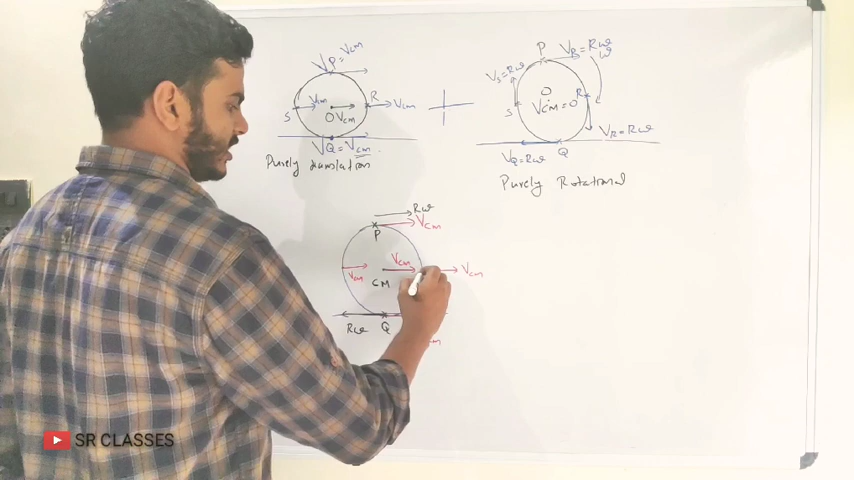 VP = Vcm
Vcm
R
Vcm
S
O Vcm
VQ = Vcm.
Purely translation
P
VP = Rω
ω
VS = Rω
O
R
Vcm = 0
S
VR = Rω
VQ = Rω
Q
Purely Rotational
Rω
Vcm
P
Vcm
Vcm
Vcm
CM
Rω
Q
SR CLASSES